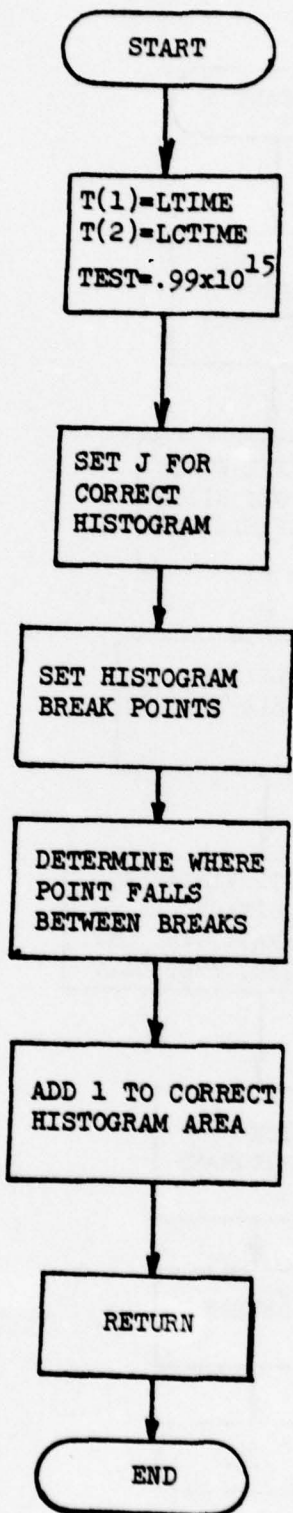 START
T(1)=LTIME
T(2)=LCTIME
TEST=.99x10^15
SET J FOR
CORRECT
HISTOGRAM
SET HISTOGRAM
BREAK POINTS
DETERMINE WHERE
POINT FALLS
BETWEEN BREAKS
ADD 1 TO CORRECT
HISTOGRAM AREA
RETURN
END